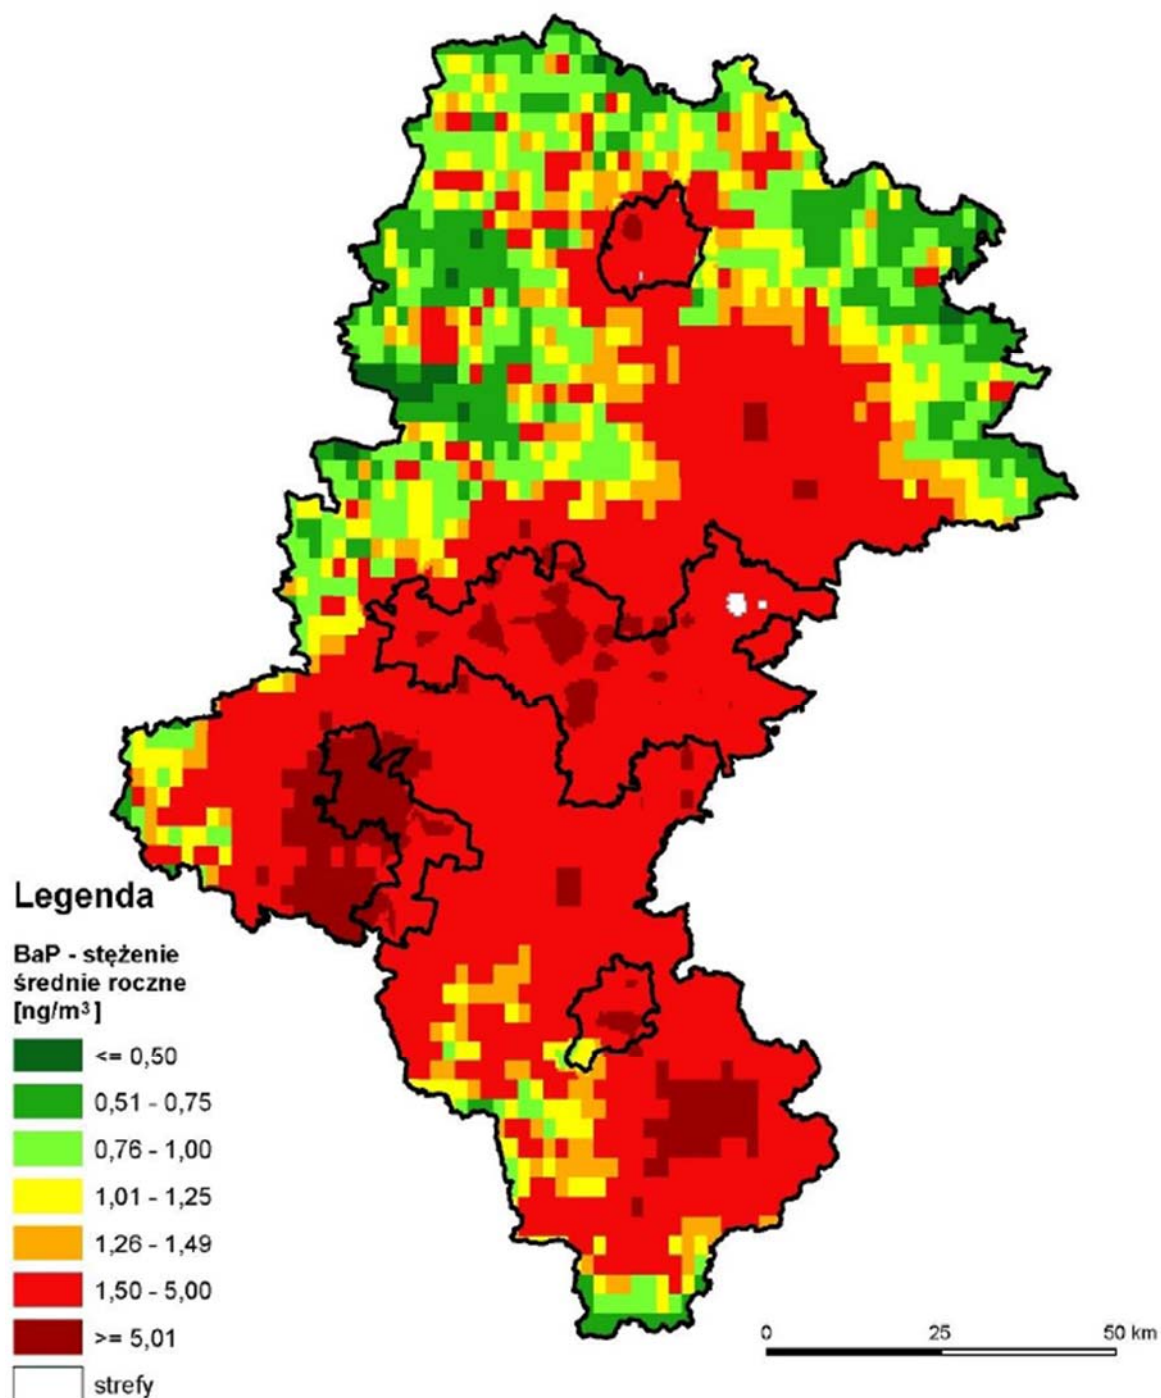 Legenda
BaP - stężenie
średnie roczne
[ng/m³]
<= 0,50
0,51 - 0,75
0,76 - 1,00
1,01 - 1,25
1,26 - 1,49
1,50 - 5,00
>= 5,01
strefy
0 25 50 km